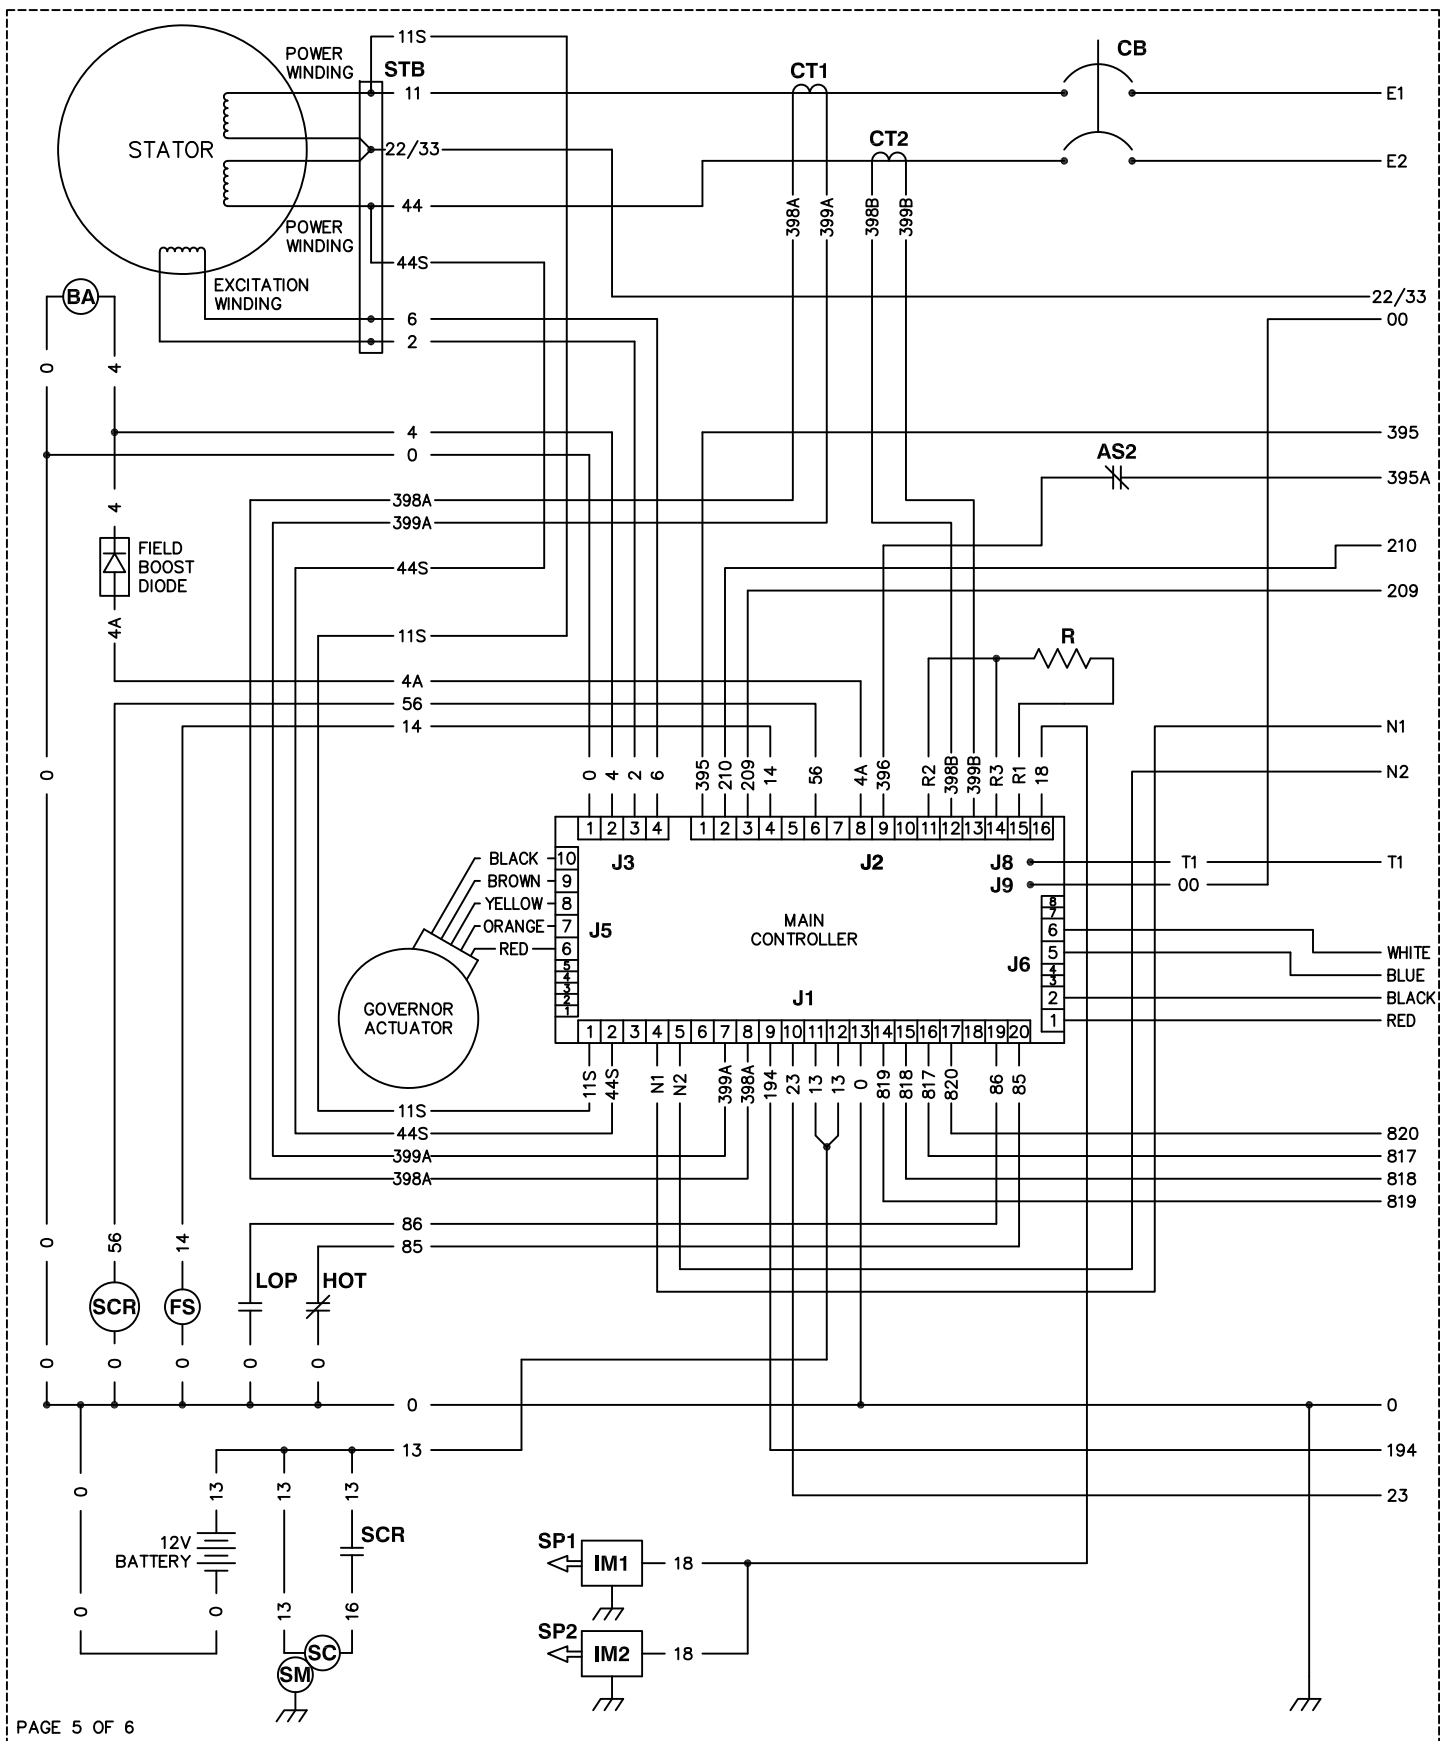 11S
POWER
WINDING
STB
CT1
CB
11
E1
STATOR
22/33
CT2
E2
44
398A
399A
398B
399B
POWER
WINDING
44S
EXCITATION
WINDING
BA
22/33
6
00
2
0
4
4
395
0
AS2
395A
398A
399A
4
210
FIELD
BOOST
DIODE
44S
209
4A
11S
R
4A
56
14
N1
0
0
4
2
6
395
210
209
14
56
4A
396
R2
398B
399B
R3
R1
18
N2
1 2 3 4
1 2 3 4 5 6 7 8 9 10 11 12 13 14 15 16
J3
J2
J8
T1
T1
J9
00
BLACK 10
BROWN 9
YELLOW 8
ORANGE 7
RED 6
5
4
3
2
1
J5
MAIN
CONTROLLER
8
7
6
5
4
3
2
1
J6
WHITE
BLUE
BLACK
RED
GOVERNOR
ACTUATOR
J1
1 2 3 4 5 6 7 8 9 10 11 12 13 14 15 16 17 18 19 20
11S
44S
N1
N2
399A
398A
194
23
13
13
0
819
818
817
820
86
85
11S
44S
820
399A
817
398A
818
819
86
0
56
14
85
LOP
HOT
SCR
FS
0
0
0
0
0
0
0
13
194
0
13
13
13
23
12V
BATTERY
SCR
SP1
IM1
18
0
0
13
16
SP2
IM2
18
SC
SM
PAGE 5 OF 6